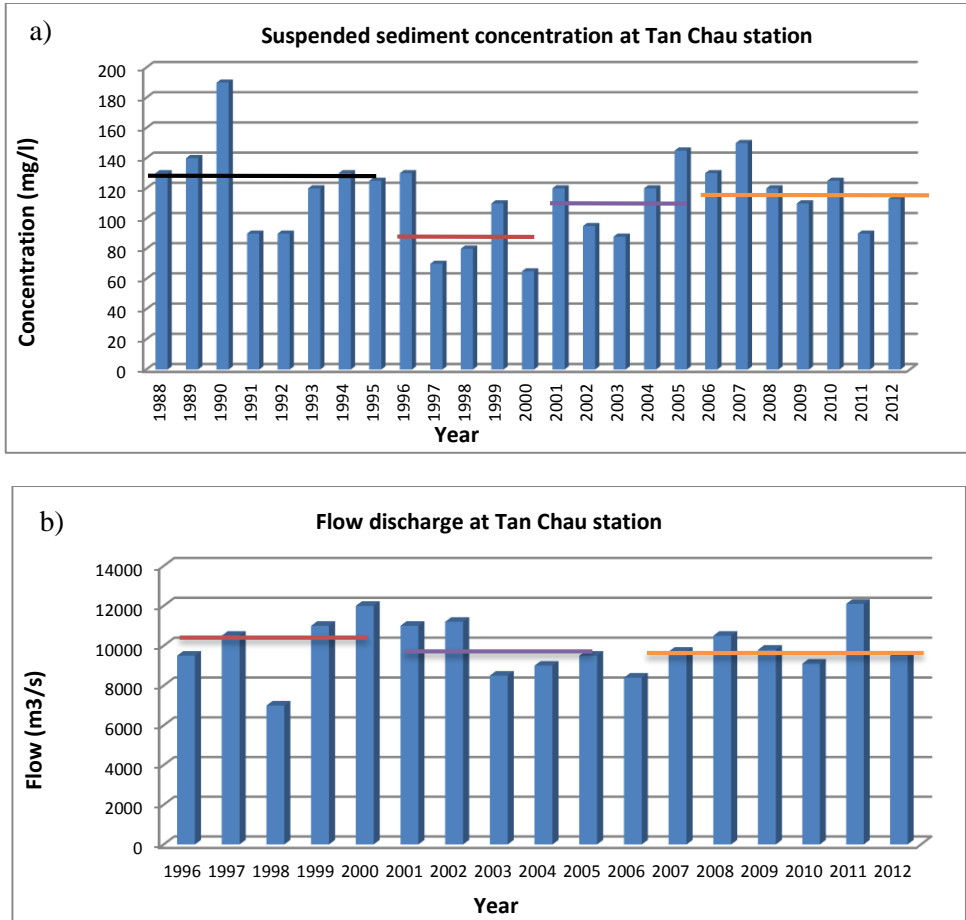 a)
Suspended sediment concentration at Tan Chau station
Concentration (mg/l)
200
180
160
140
120
100
80
60
40
20
0
1988 1989 1990 1991 1992 1993 1994 1995 1996 1997 1998 1999 2000 2001 2002 2003 2004 2005 2006 2007 2008 2009 2010 2011 2012
Year
b)
Flow discharge at Tan Chau station
Flow (m3/s)
14000
12000
10000
8000
6000
4000
2000
0
1996 1997 1998 1999 2000 2001 2002 2003 2004 2005 2006 2007 2008 2009 2010 2011 2012
Year